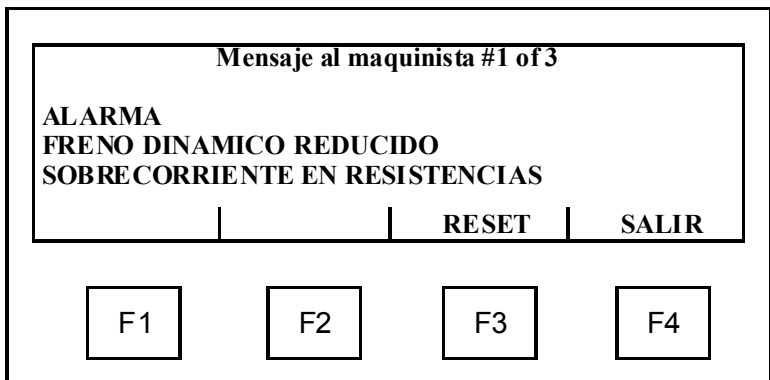 Mensaje al maquinista #1 of 3
ALARMA
FRENO DINAMICO REDUCIDO
SOBRECORRIENTE EN RESISTENCIAS
RESET SALIR
F1 F2 F3 F4